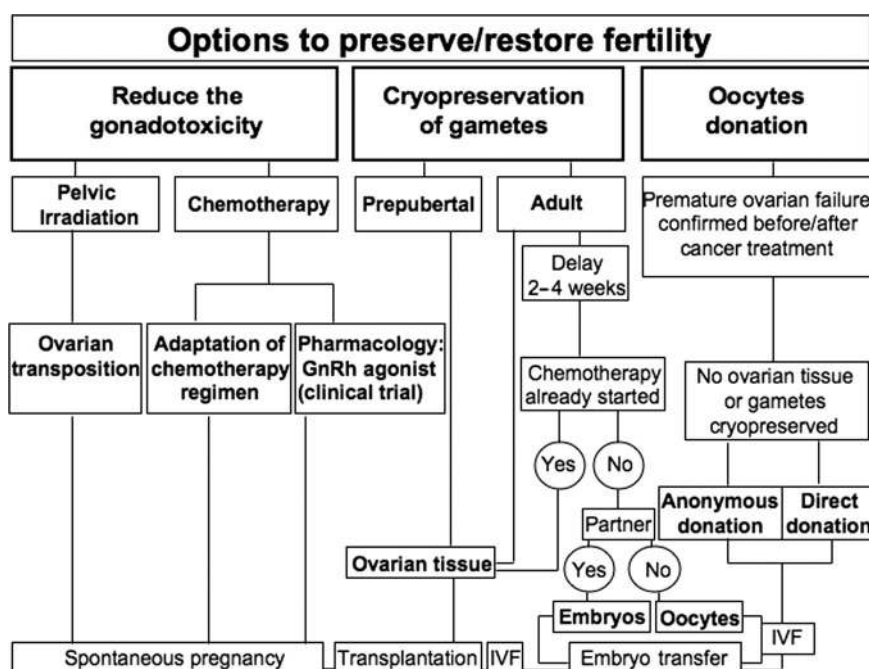 Options to preserve/restore fertility
Reduce the
gonadotoxicity
Cryopreservation
of gametes
Oocytes
donation
Pelvic
Irradiation
Chemotherapy
Prepubertal
Adult
Premature ovarian failure
confirmed before/after
cancer treatment
Delay
2–4 weeks
Ovarian
transposition
Adaptation of
chemotherapy
regimen
Pharmacology:
GnRh agonist
(clinical trial)
Chemotherapy
already started
No ovarian tissue
or gametes
cryopreserved
Yes
No
Anonymous
donation
Direct
donation
Partner
Ovarian tissue
Yes
No
Embryos
Oocytes
IVF
Spontaneous pregnancy
Transplantation
IVF
Embryo transfer